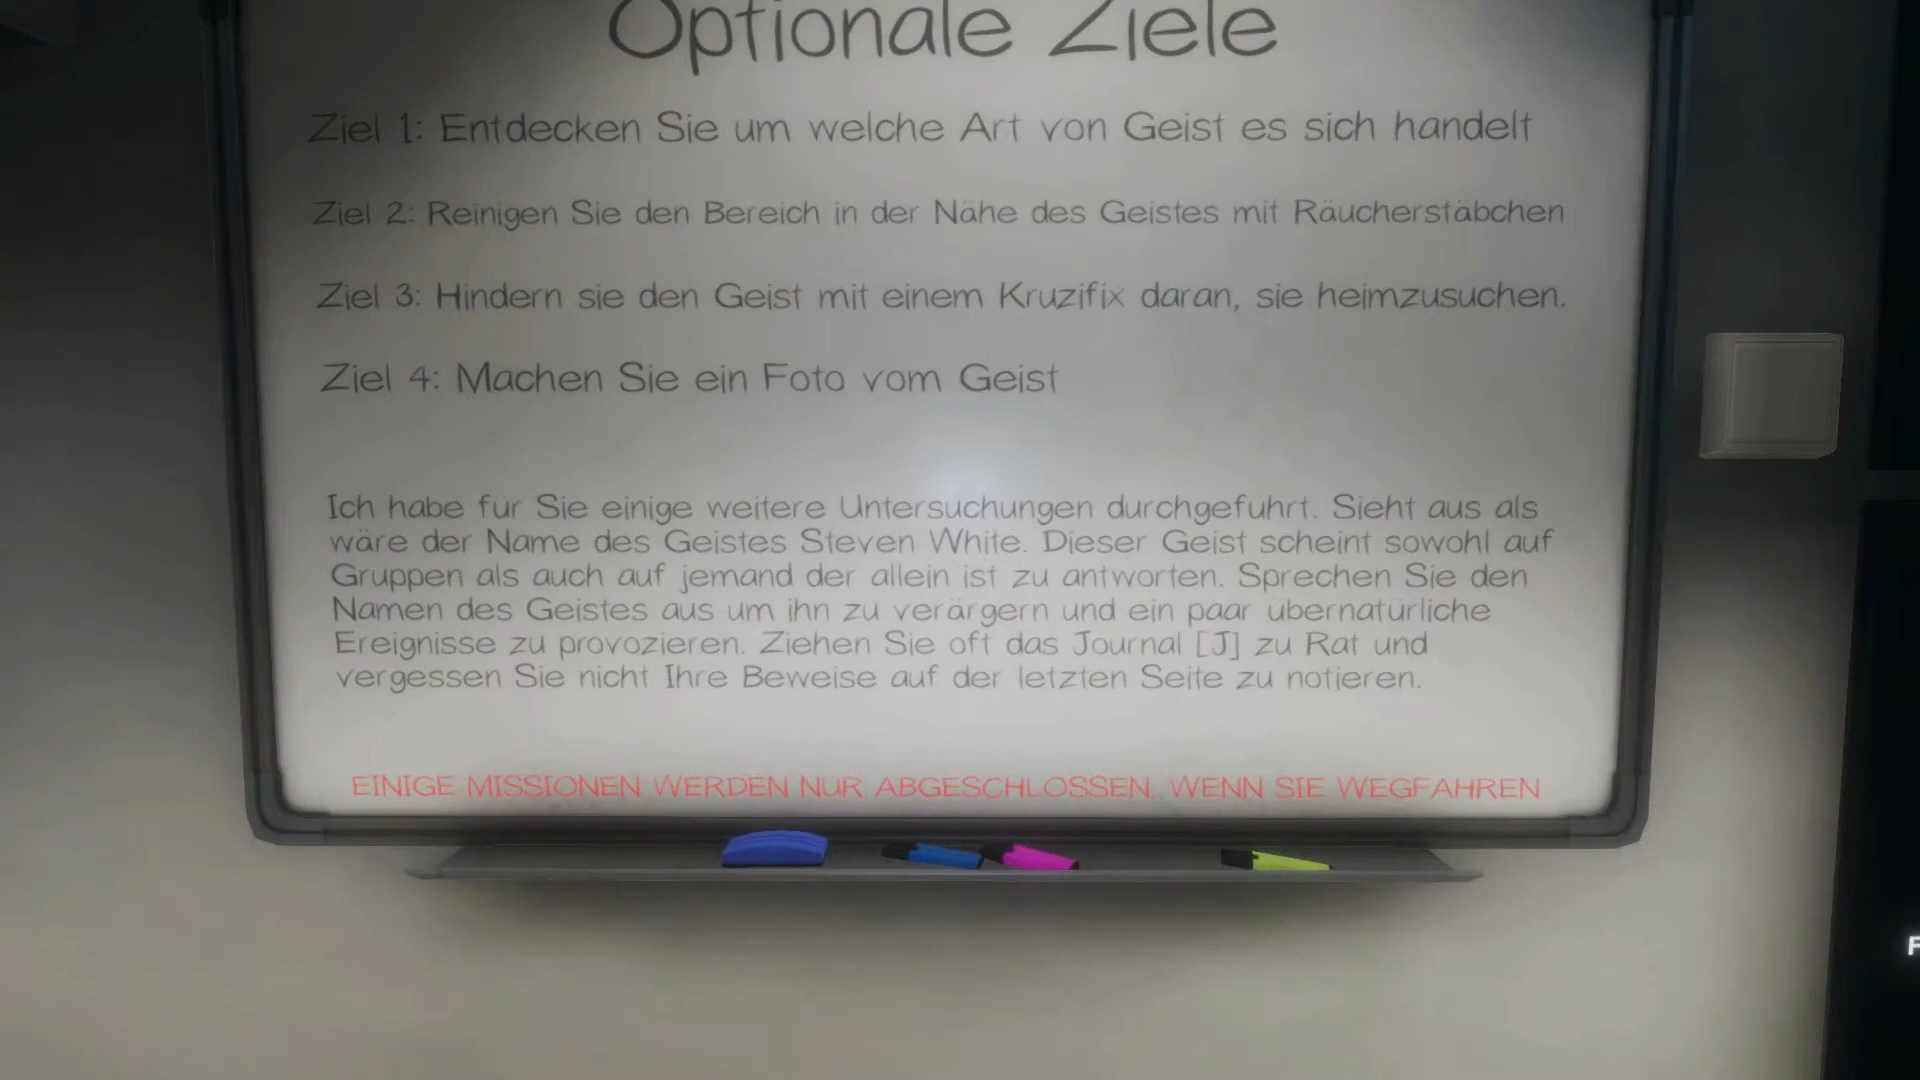 Optionale Ziele
Ziel 1: Entdecken Sie um welche Art von Geist es sich handelt
Ziel 2: Reinigen Sie den Bereich in der Nähe des Geistes mit Räucherstäbchen
Ziel 3: Hindern sie den Geist mit einem Kruzifix daran, sie heimzusuchen.
Ziel 4: Machen Sie ein Foto vom Geist
Ich habe für Sie einige weitere Untersuchungen durchgeführt. Sieht aus als
wäre der Name des Geistes Steven White. Dieser Geist scheint sowohl auf
Gruppen als auch auf jemand der allein ist zu antworten. Sprechen Sie den
Namen des Geistes aus um ihn zu verärgern und ein paar übernatürliche
Ereignisse zu provozieren. Ziehen Sie oft das Journal [J] zu Rat und
vergessen Sie nicht Ihre Beweise auf der letzten Seite zu notieren.
EINIGE MISSIONEN WERDEN NUR ABGESCHLOSSEN, WENN SIE WEGFAHREN